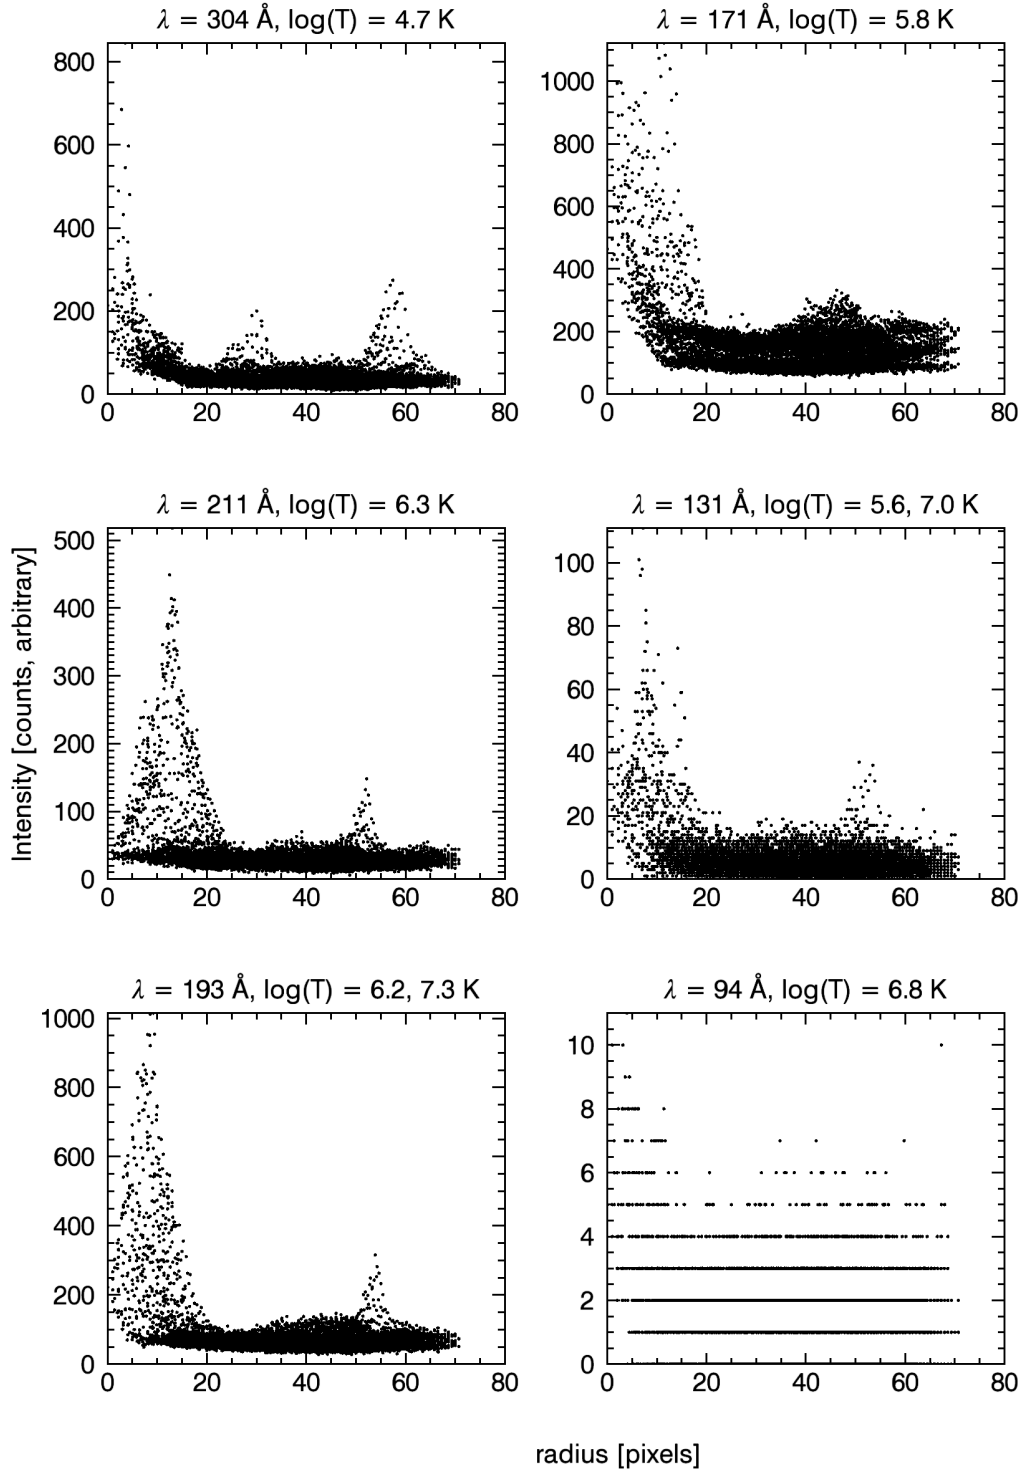 λ = 304 Å, log(T) = 4.7 K
800
600
400
200
0
0 20 40 60 80
λ = 171 Å, log(T) = 5.8 K
1000
800
600
400
200
0
0 20 40 60 80
Intensity [counts, arbitrary]
λ = 211 Å, log(T) = 6.3 K
500
400
300
200
100
0
0 20 40 60 80
λ = 131 Å, log(T) = 5.6, 7.0 K
100
80
60
40
20
0
0 20 40 60 80
λ = 193 Å, log(T) = 6.2, 7.3 K
1000
800
600
400
200
0
0 20 40 60 80
λ = 94 Å, log(T) = 6.8 K
10
8
6
4
2
0
0 20 40 60 80
radius [pixels]